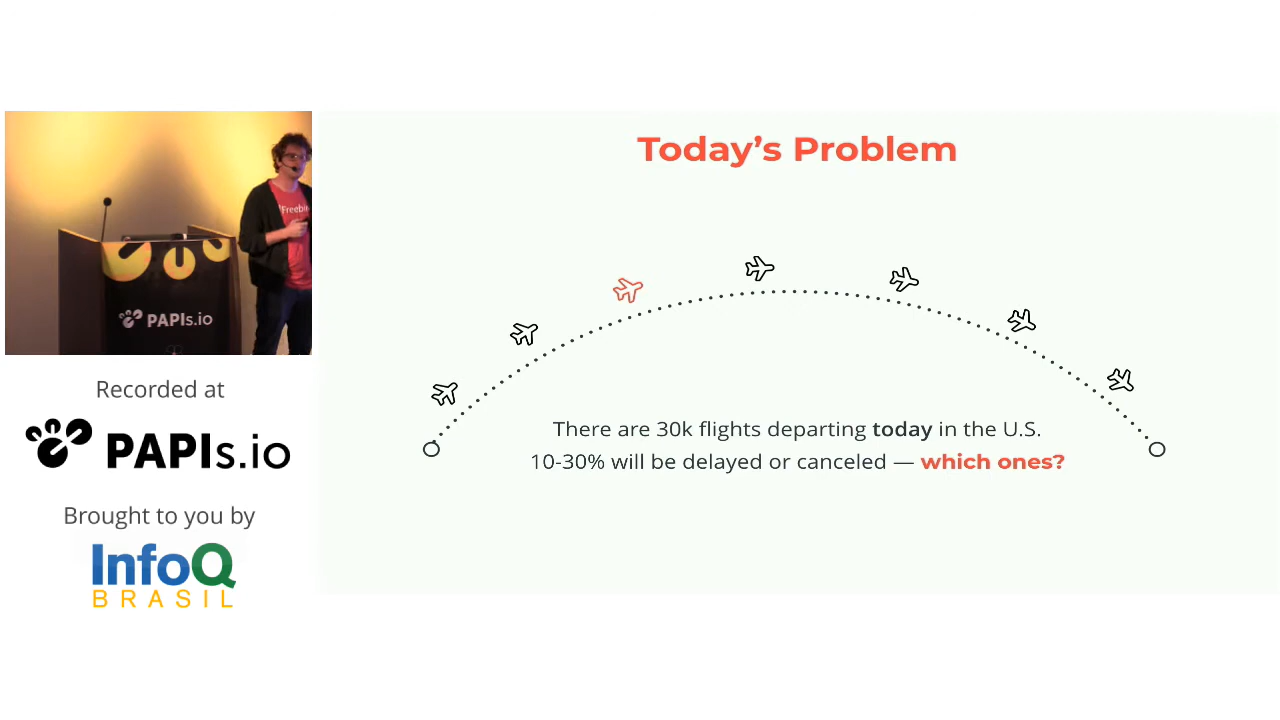 Today's Problem
Freebir
PAPIs.io
Recorded at
PAPIs.io
Brought to you by
InfoQ
BRASIL
There are 30k flights departing today in the U.S.
10-30% will be delayed or canceled — which ones?